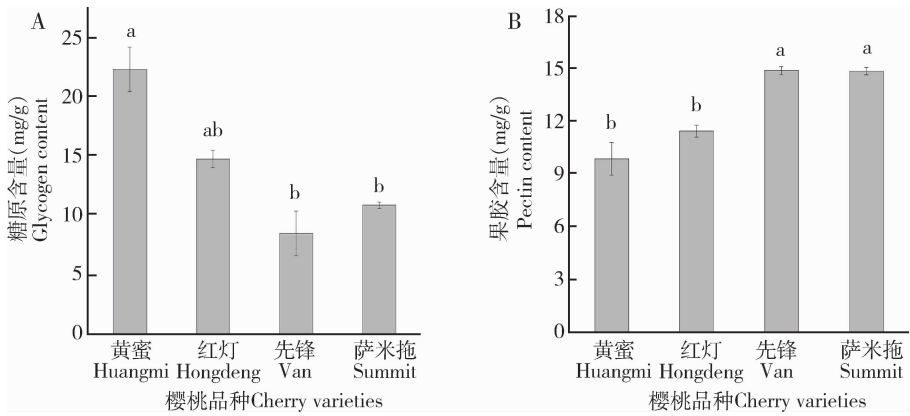 A
糖原含量(mg/g)
Glycogen content
25
20
15
10
5
0
a
ab
b
b
黄蜜
红灯
先锋
萨米拖
Huangmi
Hongdeng
Van
Summit
樱桃品种Cherry varieties
B
果胶含量(mg/g)
Pectin content
18
15
12
9
6
3
0
b
b
a
a
黄蜜
红灯
先锋
萨米拖
Huangmi
Hongdeng
Van
Summit
樱桃品种Cherry varieties